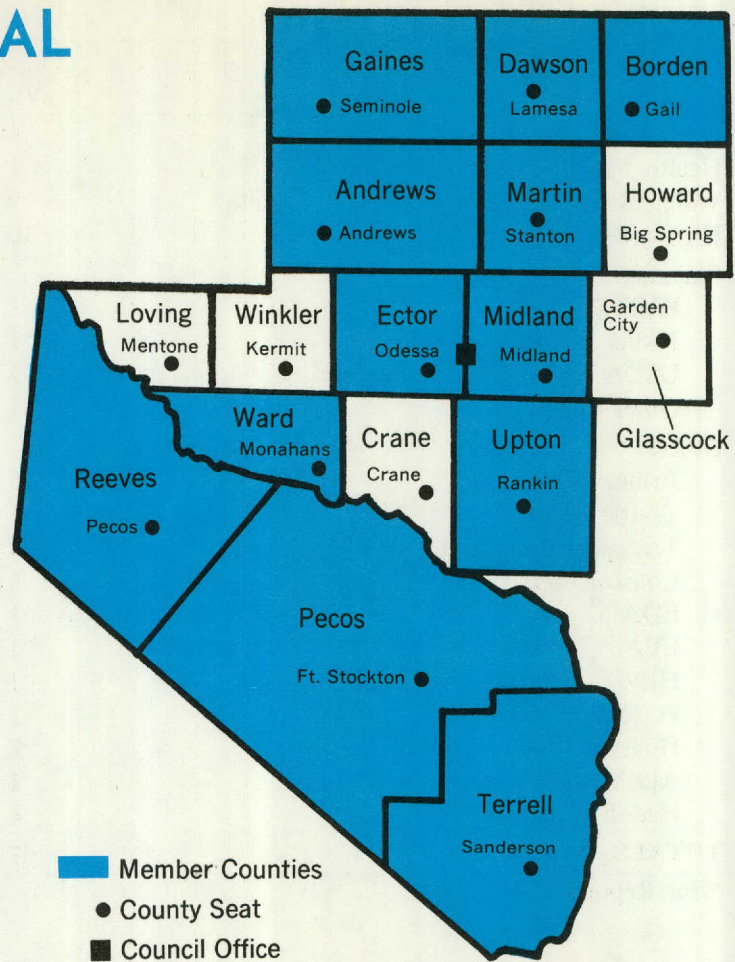 AL
Gaines
Seminole
Dawson
Lamesa
Borden
Gail
Andrews
Andrews
Martin
Stanton
Howard
Big Spring
Loving
Mentone
Winkler
Kermit
Ector
Odessa
Midland
Midland
Garden
City
Glasscock
Ward
Monahans
Crane
Crane
Upton
Rankin
Reeves
Pecos
Pecos
Ft. Stockton
Terrell
Sanderson
Member Counties
County Seat
Council Office